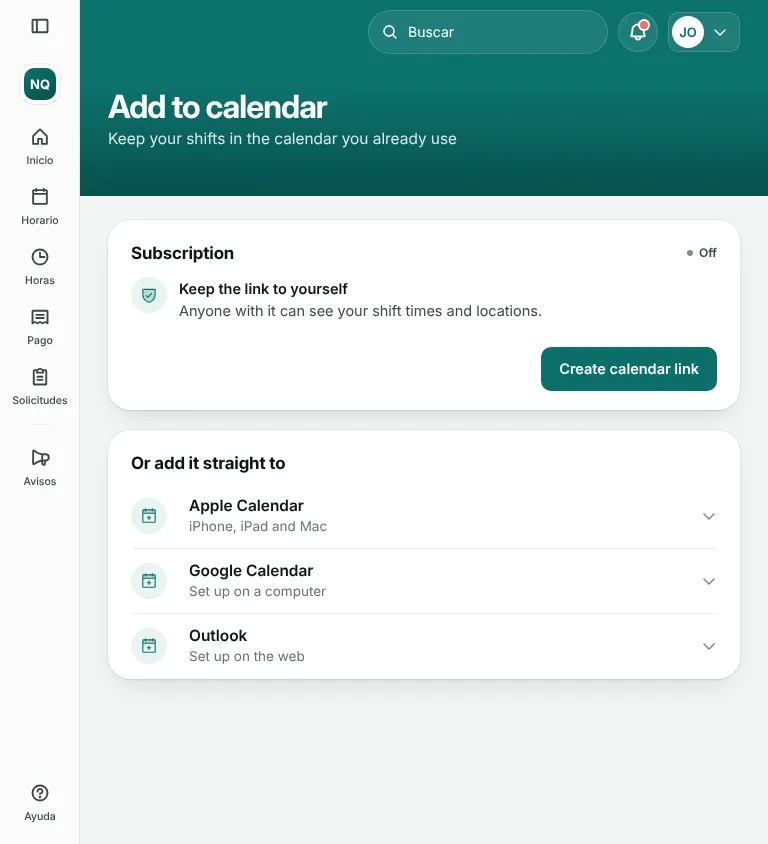 Buscar
JO
NQ
Inicio
Horario
Horas
Pago
Solicitudes
Avisos
Ayuda
Add to calendar
Keep your shifts in the calendar you already use
Subscription
Off
Keep the link to yourself
Anyone with it can see your shift times and locations.
Create calendar link
Or add it straight to
Apple Calendar
iPhone, iPad and Mac
Google Calendar
Set up on a computer
Outlook
Set up on the web